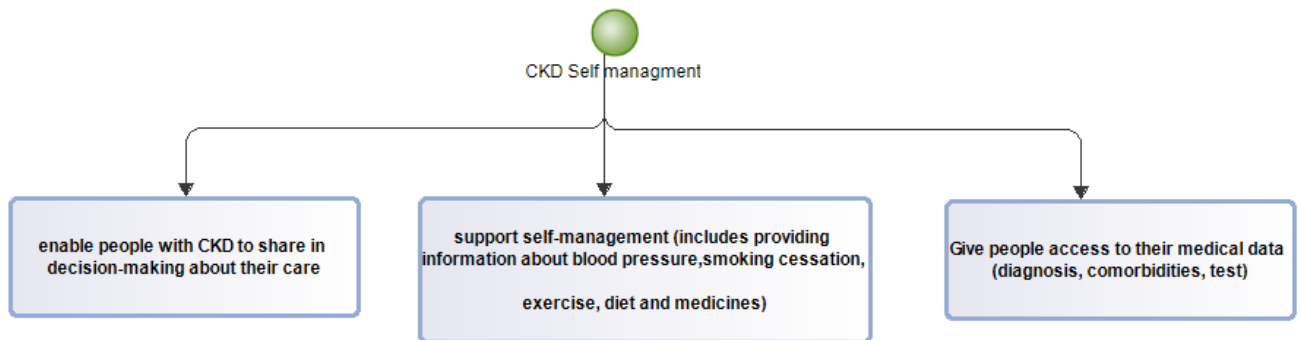 CKD Self managment
enable people with CKD to share in
decision-making about their care
support self-management (includes providing
information about blood pressure,smoking cessation,
exercise, diet and medicines)
Give people access to their medical data
(diagnosis, comorbidities, test)